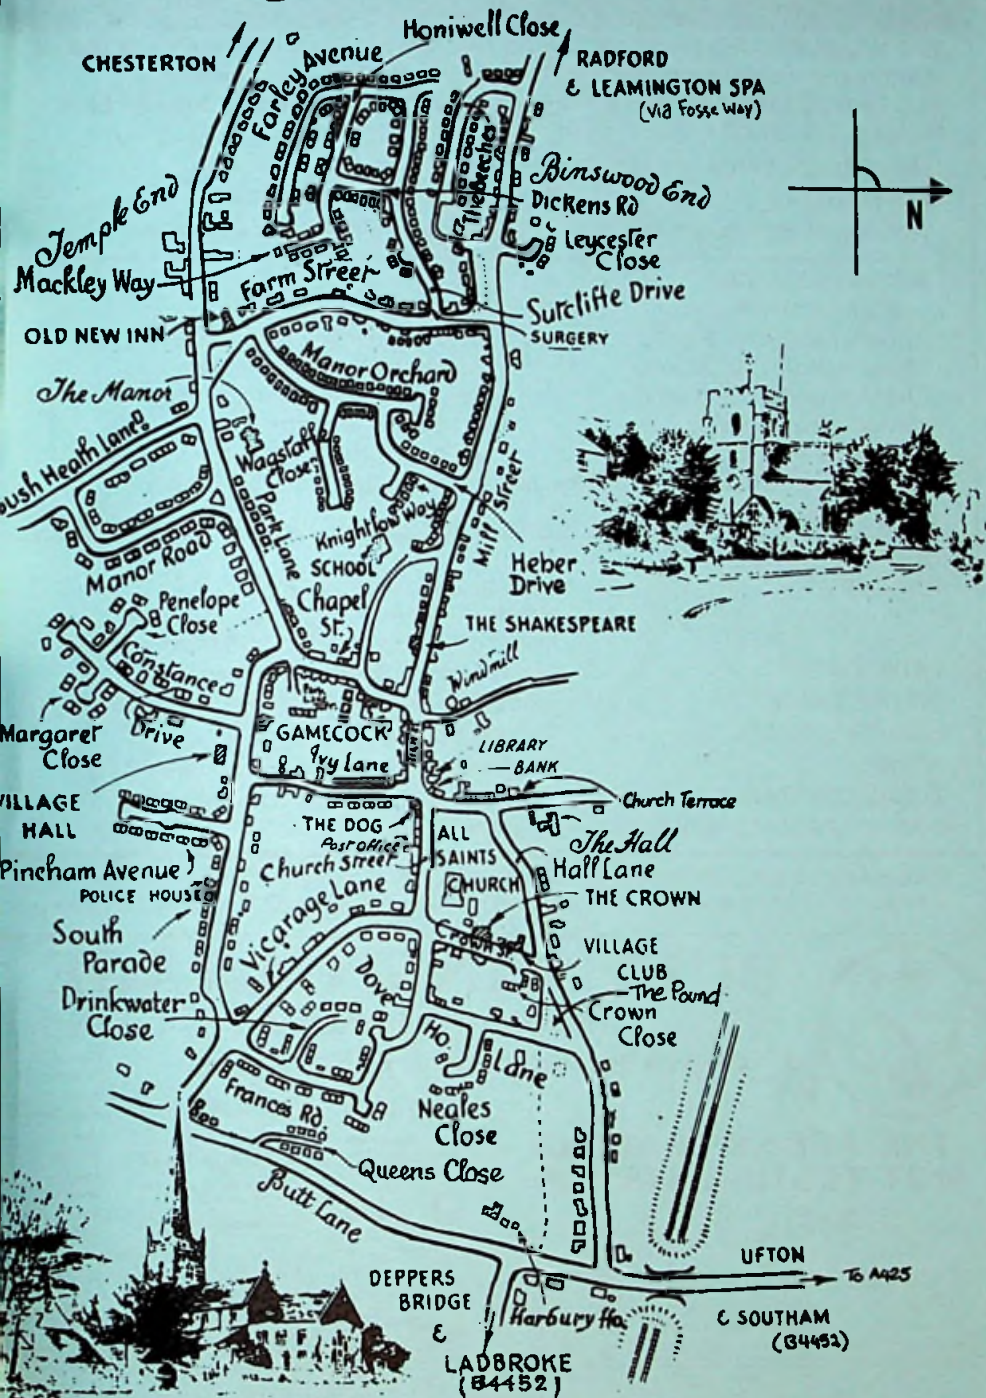 Honiwell Close
CHESTERTON
Farley Avenue
RADFORD
& LEAMINGTON SPA
(Via Fosse Way)
The beeches
Binswood End
Dickens Rd
N
Temple End
Leycester
Close
Mackley Way
Farm Street
Sutcliffe Drive
OLD NEW INN
SURGERY
The Manor
Manor Orchard
Bush Heath Lane
Wagstaffe
Close
Park Lane
Knightlow Way
Mill Street
Manor Road
SCHOOL
Heber
Drive
Penelope
Close
Chapel
St.
THE SHAKESPEARE
Constance
Drive
Windmill
Margaret
Close
GAMECOCK
Ivy Lane
LIBRARY
BANK
VILLAGE
HALL
Church Terrace
THE DOG
Post office
ALL
SAINTS
CHURCH
The Hall
Hall Lane
Pincham Avenue
Church Street
POLICE HOUSE
THE CROWN
Vicarage Lane
South
Parade
Crown St.
VILLAGE
CLUB
Dove
Ho.
Lane
The Pound
Drinkwater
Close
Crown
Close
Frances Rd.
Neales
Close
Queens Close
Butt Lane
UFTON
To A425
DEPPERS
BRIDGE
&
LADBROKE
(B4452)
Harbury Ho.
& SOUTHAM
(B4452)